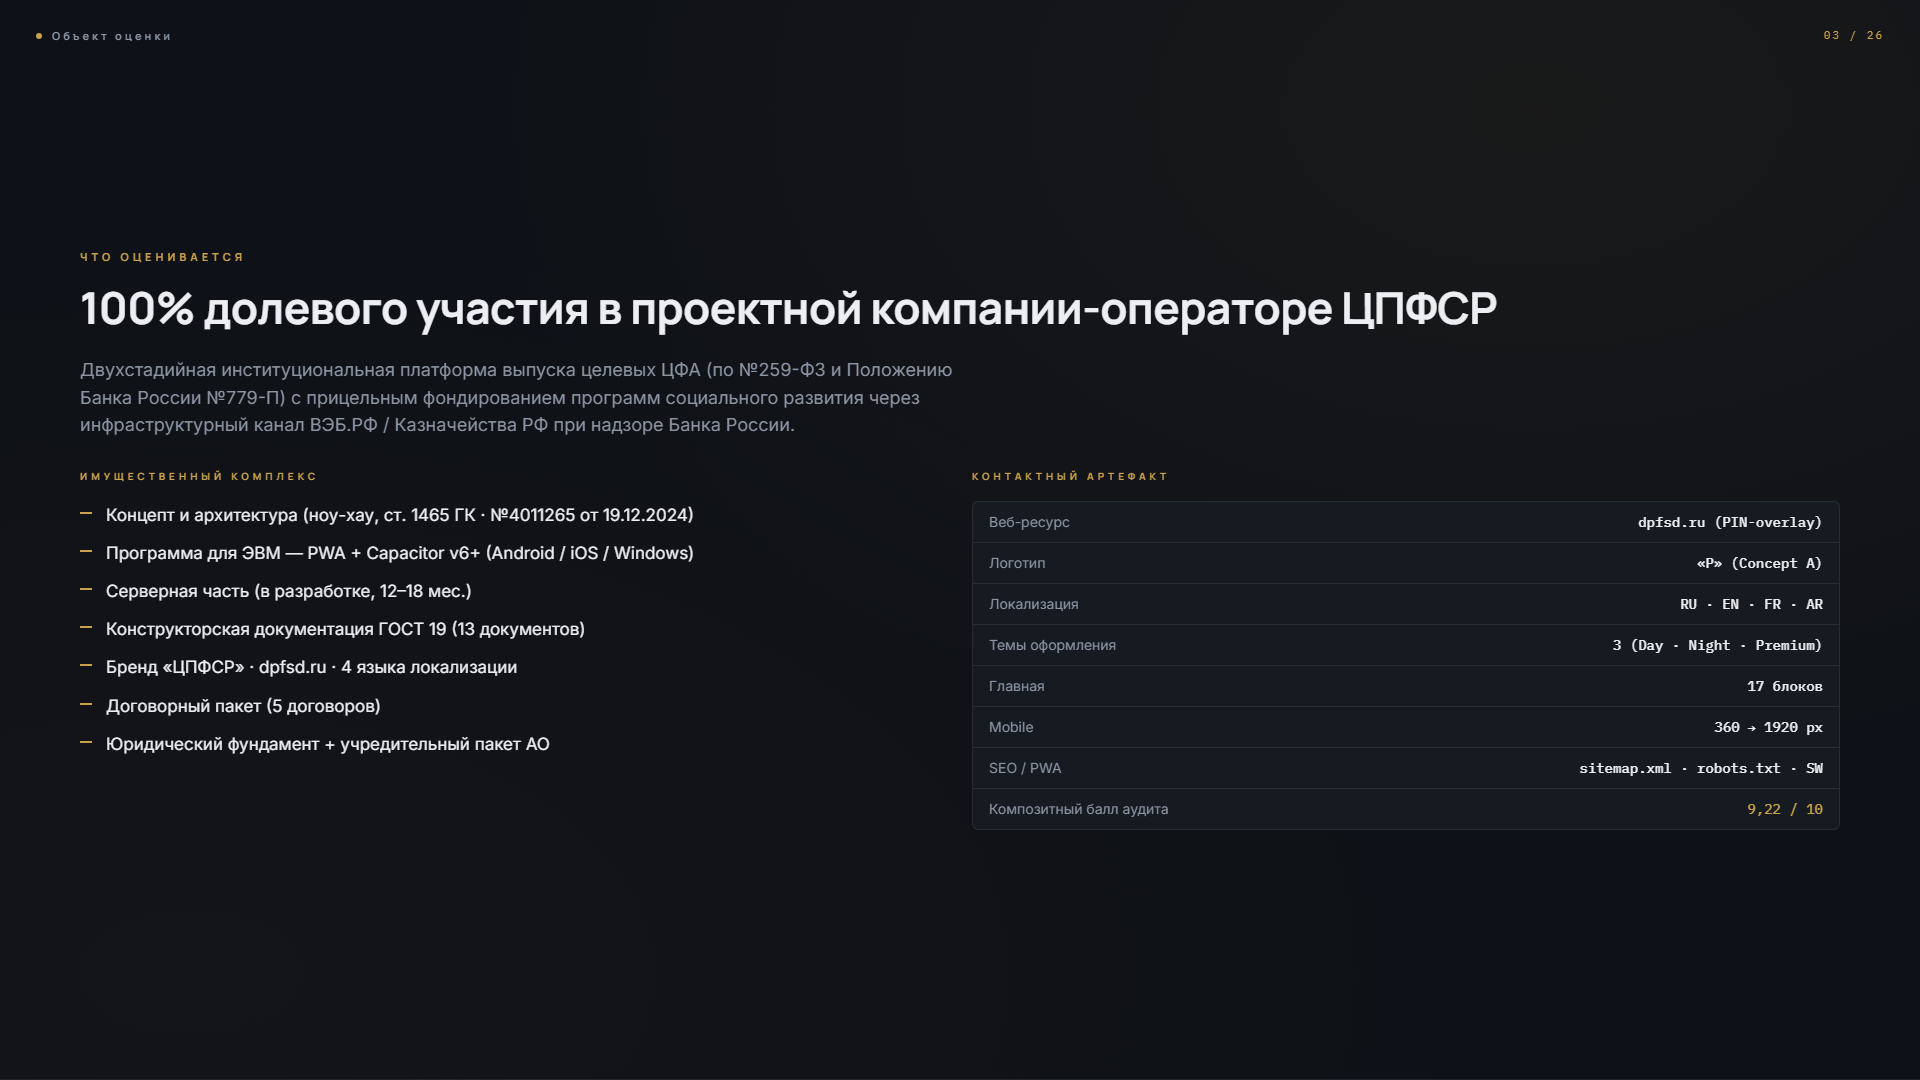 Объект оценки
03 / 26
ЧТО ОЦЕНИВАЕТСЯ
100% долевого участия в проектной компании-операторе ЦПФСР
Двухстадийная институциональная платформа выпуска целевых ЦФА (по №259-ФЗ и Положению
Банка России №779-П) с прицельным фондированием программ социального развития через
инфраструктурный канал ВЭБ.РФ / Казначейства РФ при надзоре Банка России.
ИМУЩЕСТВЕННЫЙ КОМПЛЕКС
Концепт и архитектура (ноу-хау, ст. 1465 ГК · №4011265 от 19.12.2024)
Программа для ЭВМ — PWA + Capacitor v6+ (Android / iOS / Windows)
Серверная часть (в разработке, 12–18 мес.)
Конструкторская документация ГОСТ 19 (13 документов)
Бренд «ЦПФСР» · dpfsd.ru · 4 языка локализации
Договорный пакет (5 договоров)
Юридический фундамент + учредительный пакет АО
КОНТАКТНЫЙ АРТЕФАКТ
Веб-ресурс dpfsd.ru (PIN-overlay)
Логотип «Р» (Concept A)
Локализация RU · EN · FR · AR
Темы оформления 3 (Day · Night · Premium)
Главная 17 блоков
Mobile 360 → 1920 px
SEO / PWA sitemap.xml · robots.txt · SW
Композитный балл аудита 9,22 / 10